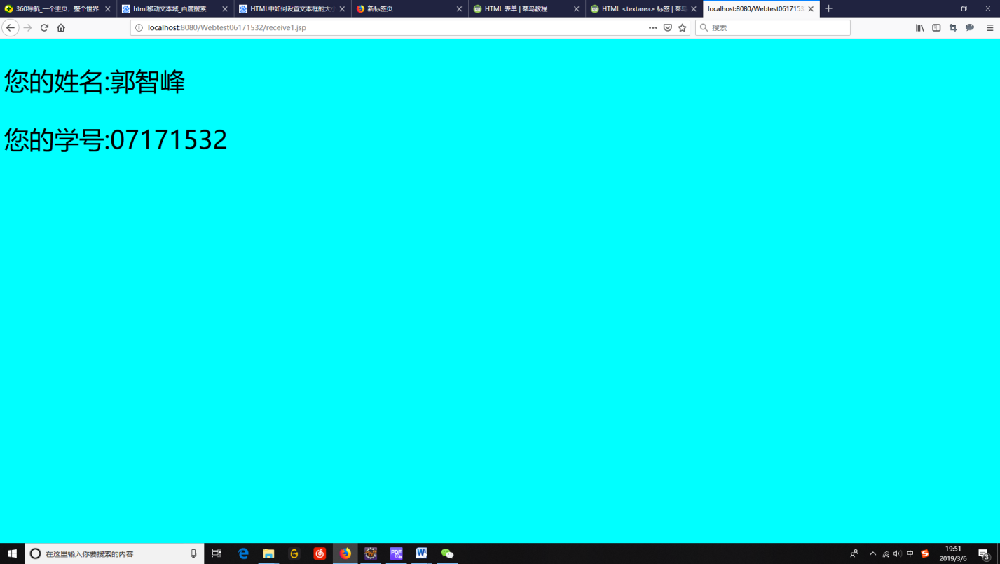 360导航_一个主页，整个世界
html移动文本域_百度搜索
HTML中如何设置文本框的大小
新标签页
HTML 表单 | 菜鸟教程
HTML <textarea> 标签 | 菜鸟
localhost:8080/Webtest0617153
localhost:8080/Webtest06171532/receive1.jsp
搜索
您的姓名:郭智峰
您的学号:07171532
在这里输入你要搜索的内容
中
19:51
2019/3/6
3